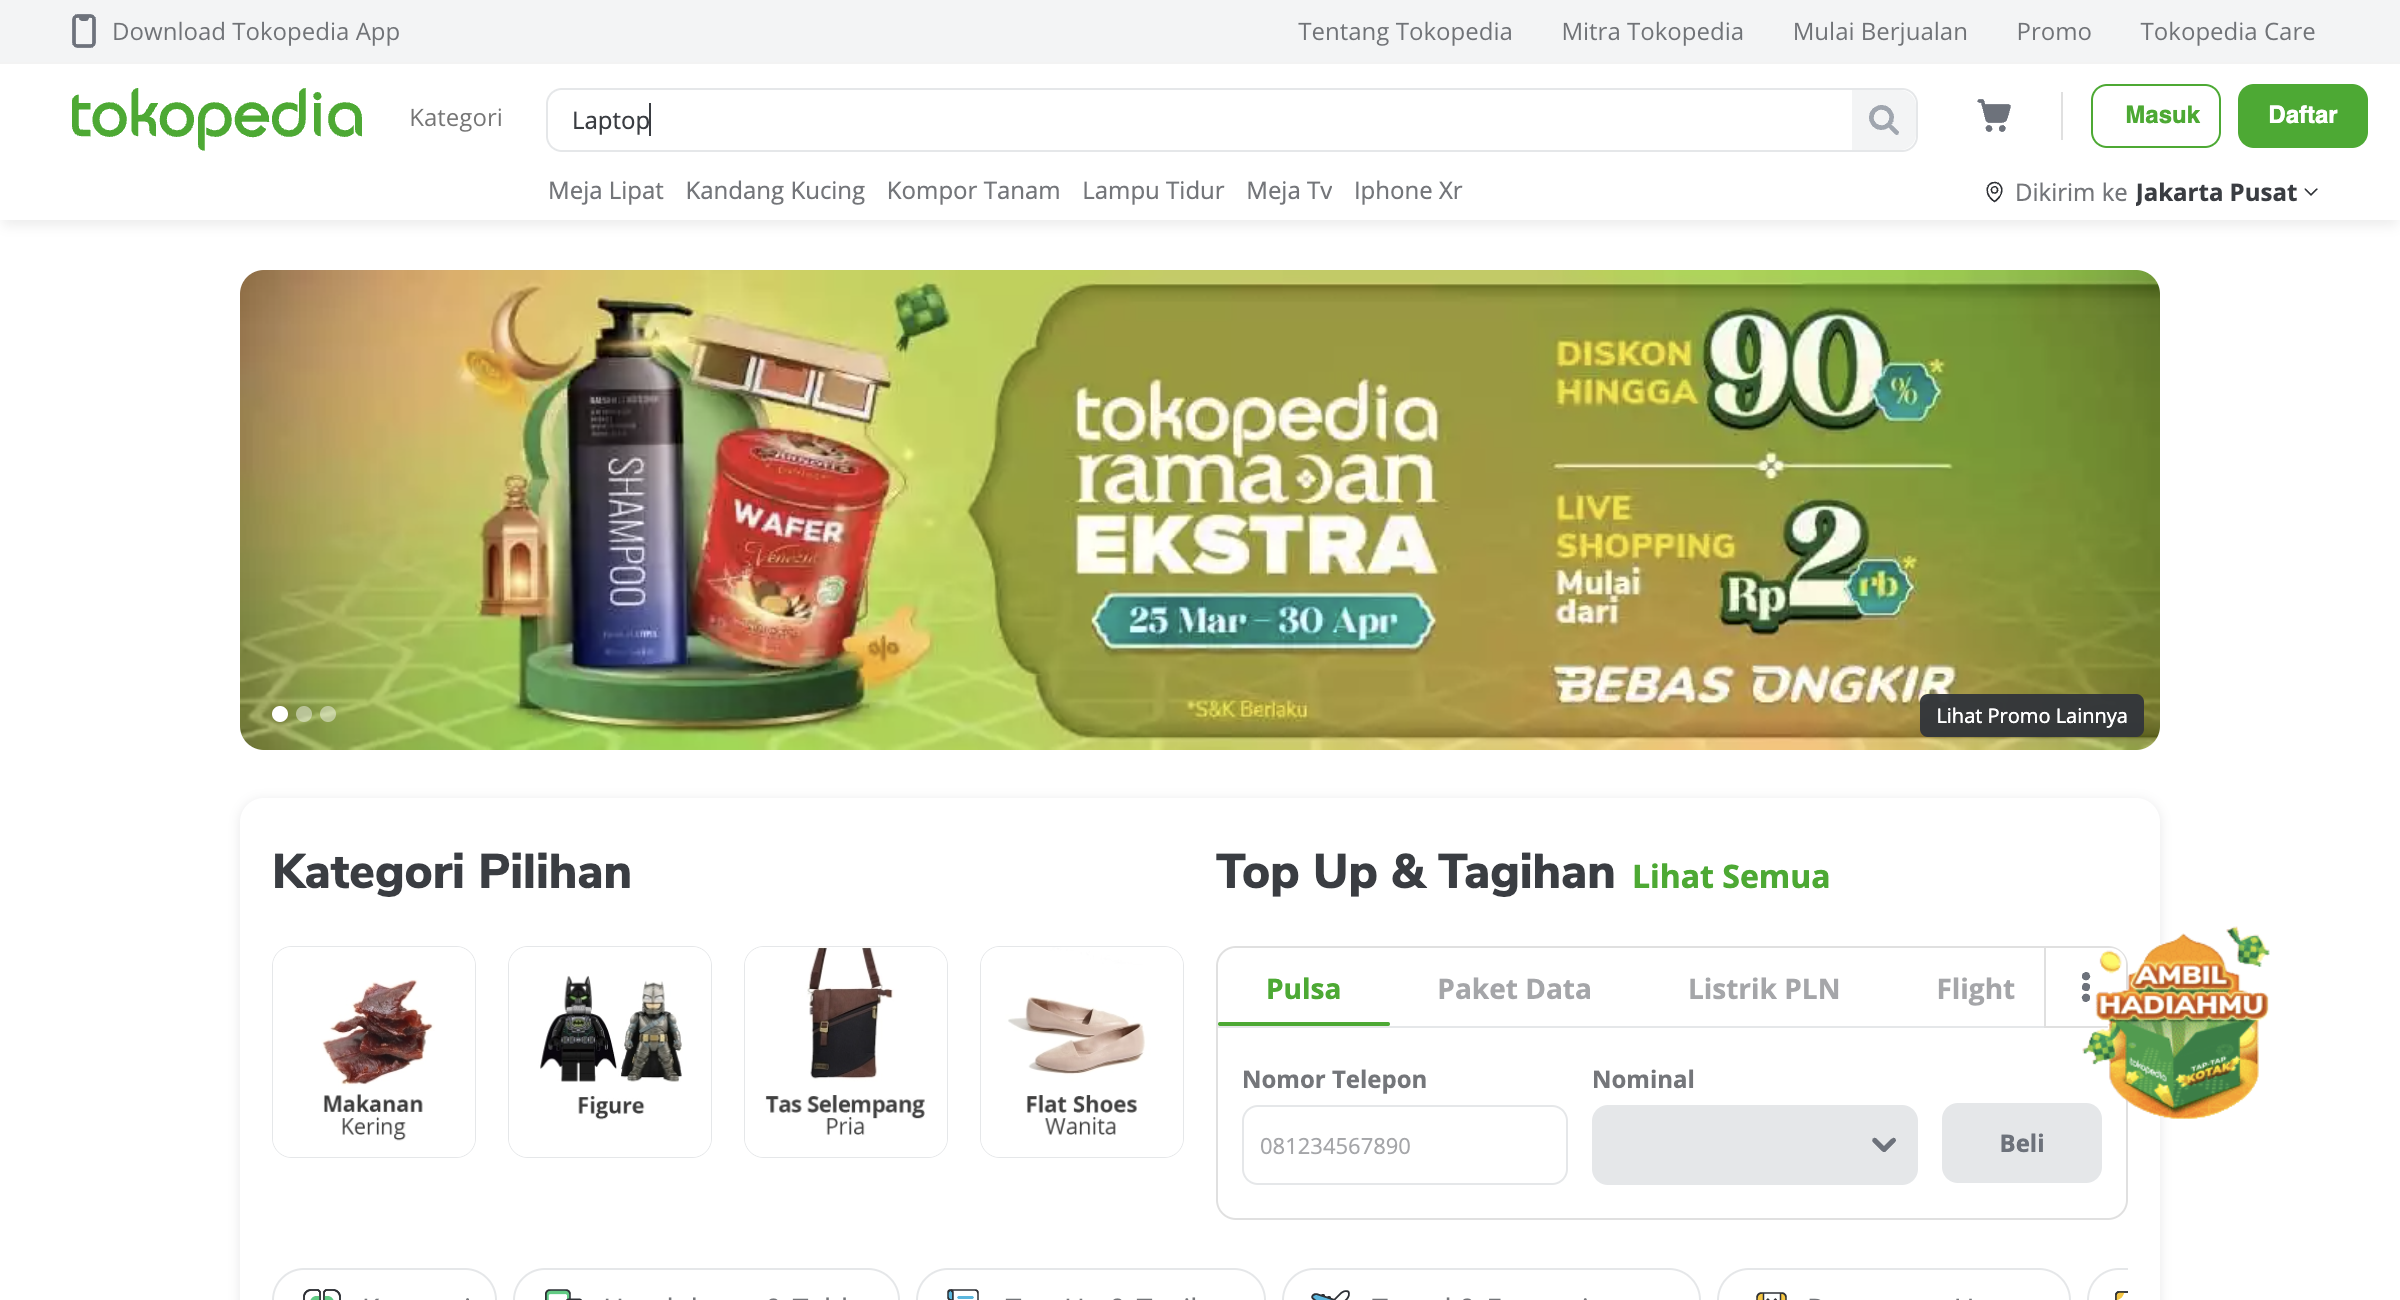 Download Tokopedia App
Tentang Tokopedia
Mitra Tokopedia
Mulai Berjualan
Promo
Tokopedia Care
tokopedia
Kategori
Laptop
Masuk
Daftar
Meja Lipat
Kandang Kucing
Kompor Tanam
Lampu Tidur
Meja Tv
Iphone Xr
Dikirim ke Jakarta Pusat
SHAMPOO
WAFER
tokopedia
ramadan
EKSTRA
25 Mar – 30 Apr
*S&K Berlaku
DISKON
HINGGA
90%*
LIVE
SHOPPING
Mulai
dari
Rp2rb*
BEBAS ONGKIR
Lihat Promo Lainnya
Kategori Pilihan
Makanan
Kering
Figure
Tas Selempang
Pria
Flat Shoes
Wanita
Top Up & Tagihan
Lihat Semua
Pulsa
Paket Data
Listrik PLN
Flight
Nomor Telepon
081234567890
Nominal
Beli
AMBIL
HADIAHMU
tokopedia
TAP-TAP
KOTAK